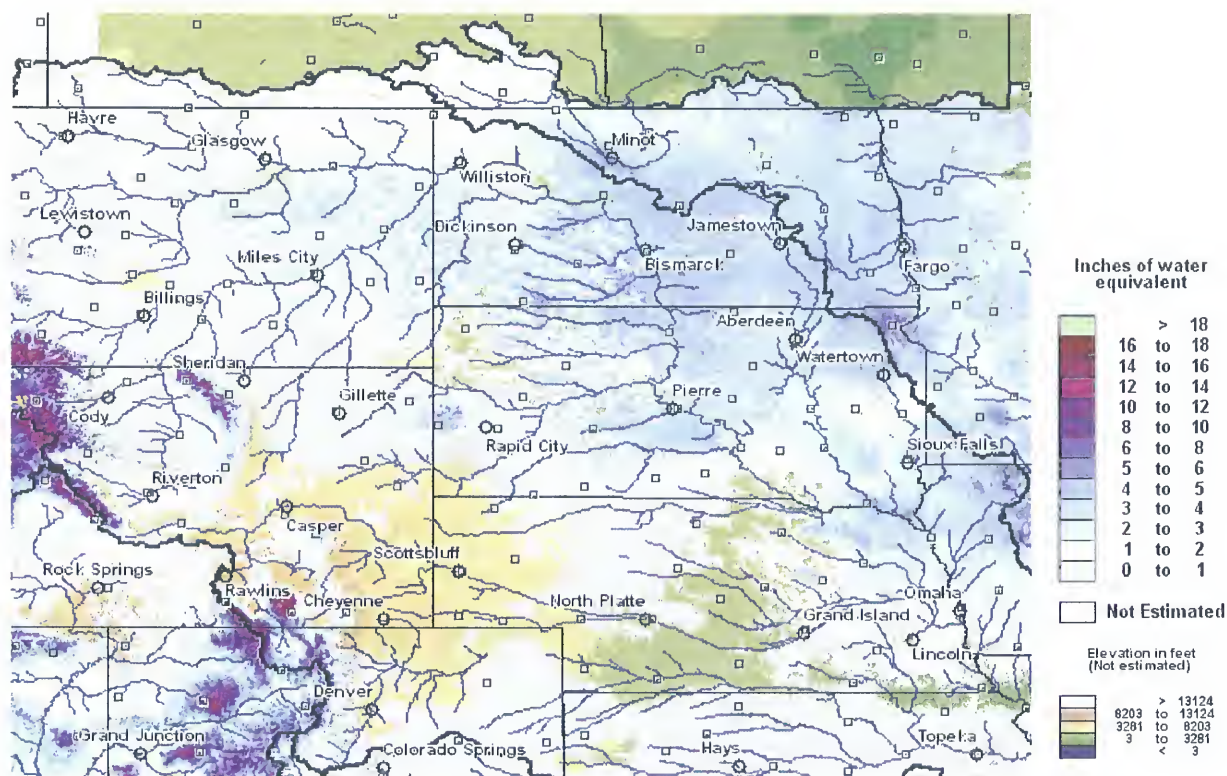 Havre
Glasgow
Minot
Williston
Lewistown
Dickinson
Jamestown
Miles City
Bismarck
Fargo
Billings
Aberdeen
Watertown
Sheridan
Cody
Gillette
Pierre
Rapid City
Sioux Falls
Riverton
Casper
Scottsbluff
Rock Springs
Rawlins
Cheyenne
North Platte
Omaha
Grand Island
Lincoln
Denver
Grand Junction
Colorado Springs
Hays
Topeka
Inches of water
equivalent
> 18
16 to 18
14 to 16
12 to 14
10 to 12
8 to 10
6 to 8
5 to 6
4 to 5
3 to 4
2 to 3
1 to 2
0 to 1
Not Estimated
Elevation in feet
(Not estimated)
> 13124
8203 to 13124
3281 to 8203
3 to 3281
< 3